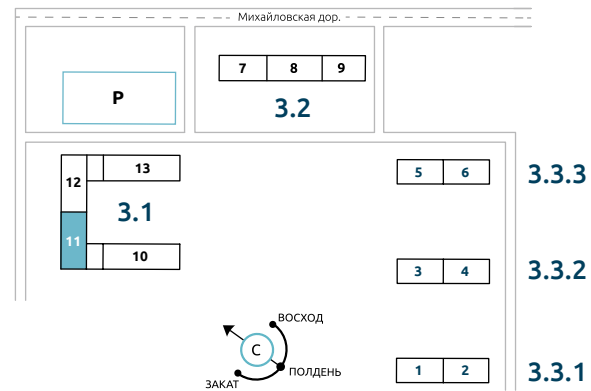 Михайловская дор.
7 8 9
P
3.2
13
12
5 6
3.3.3
3.1
11
10
3 4
3.3.2
ВОСХОД
С
ПОЛДЕНЬ
ЗАКАТ
1 2
3.3.1